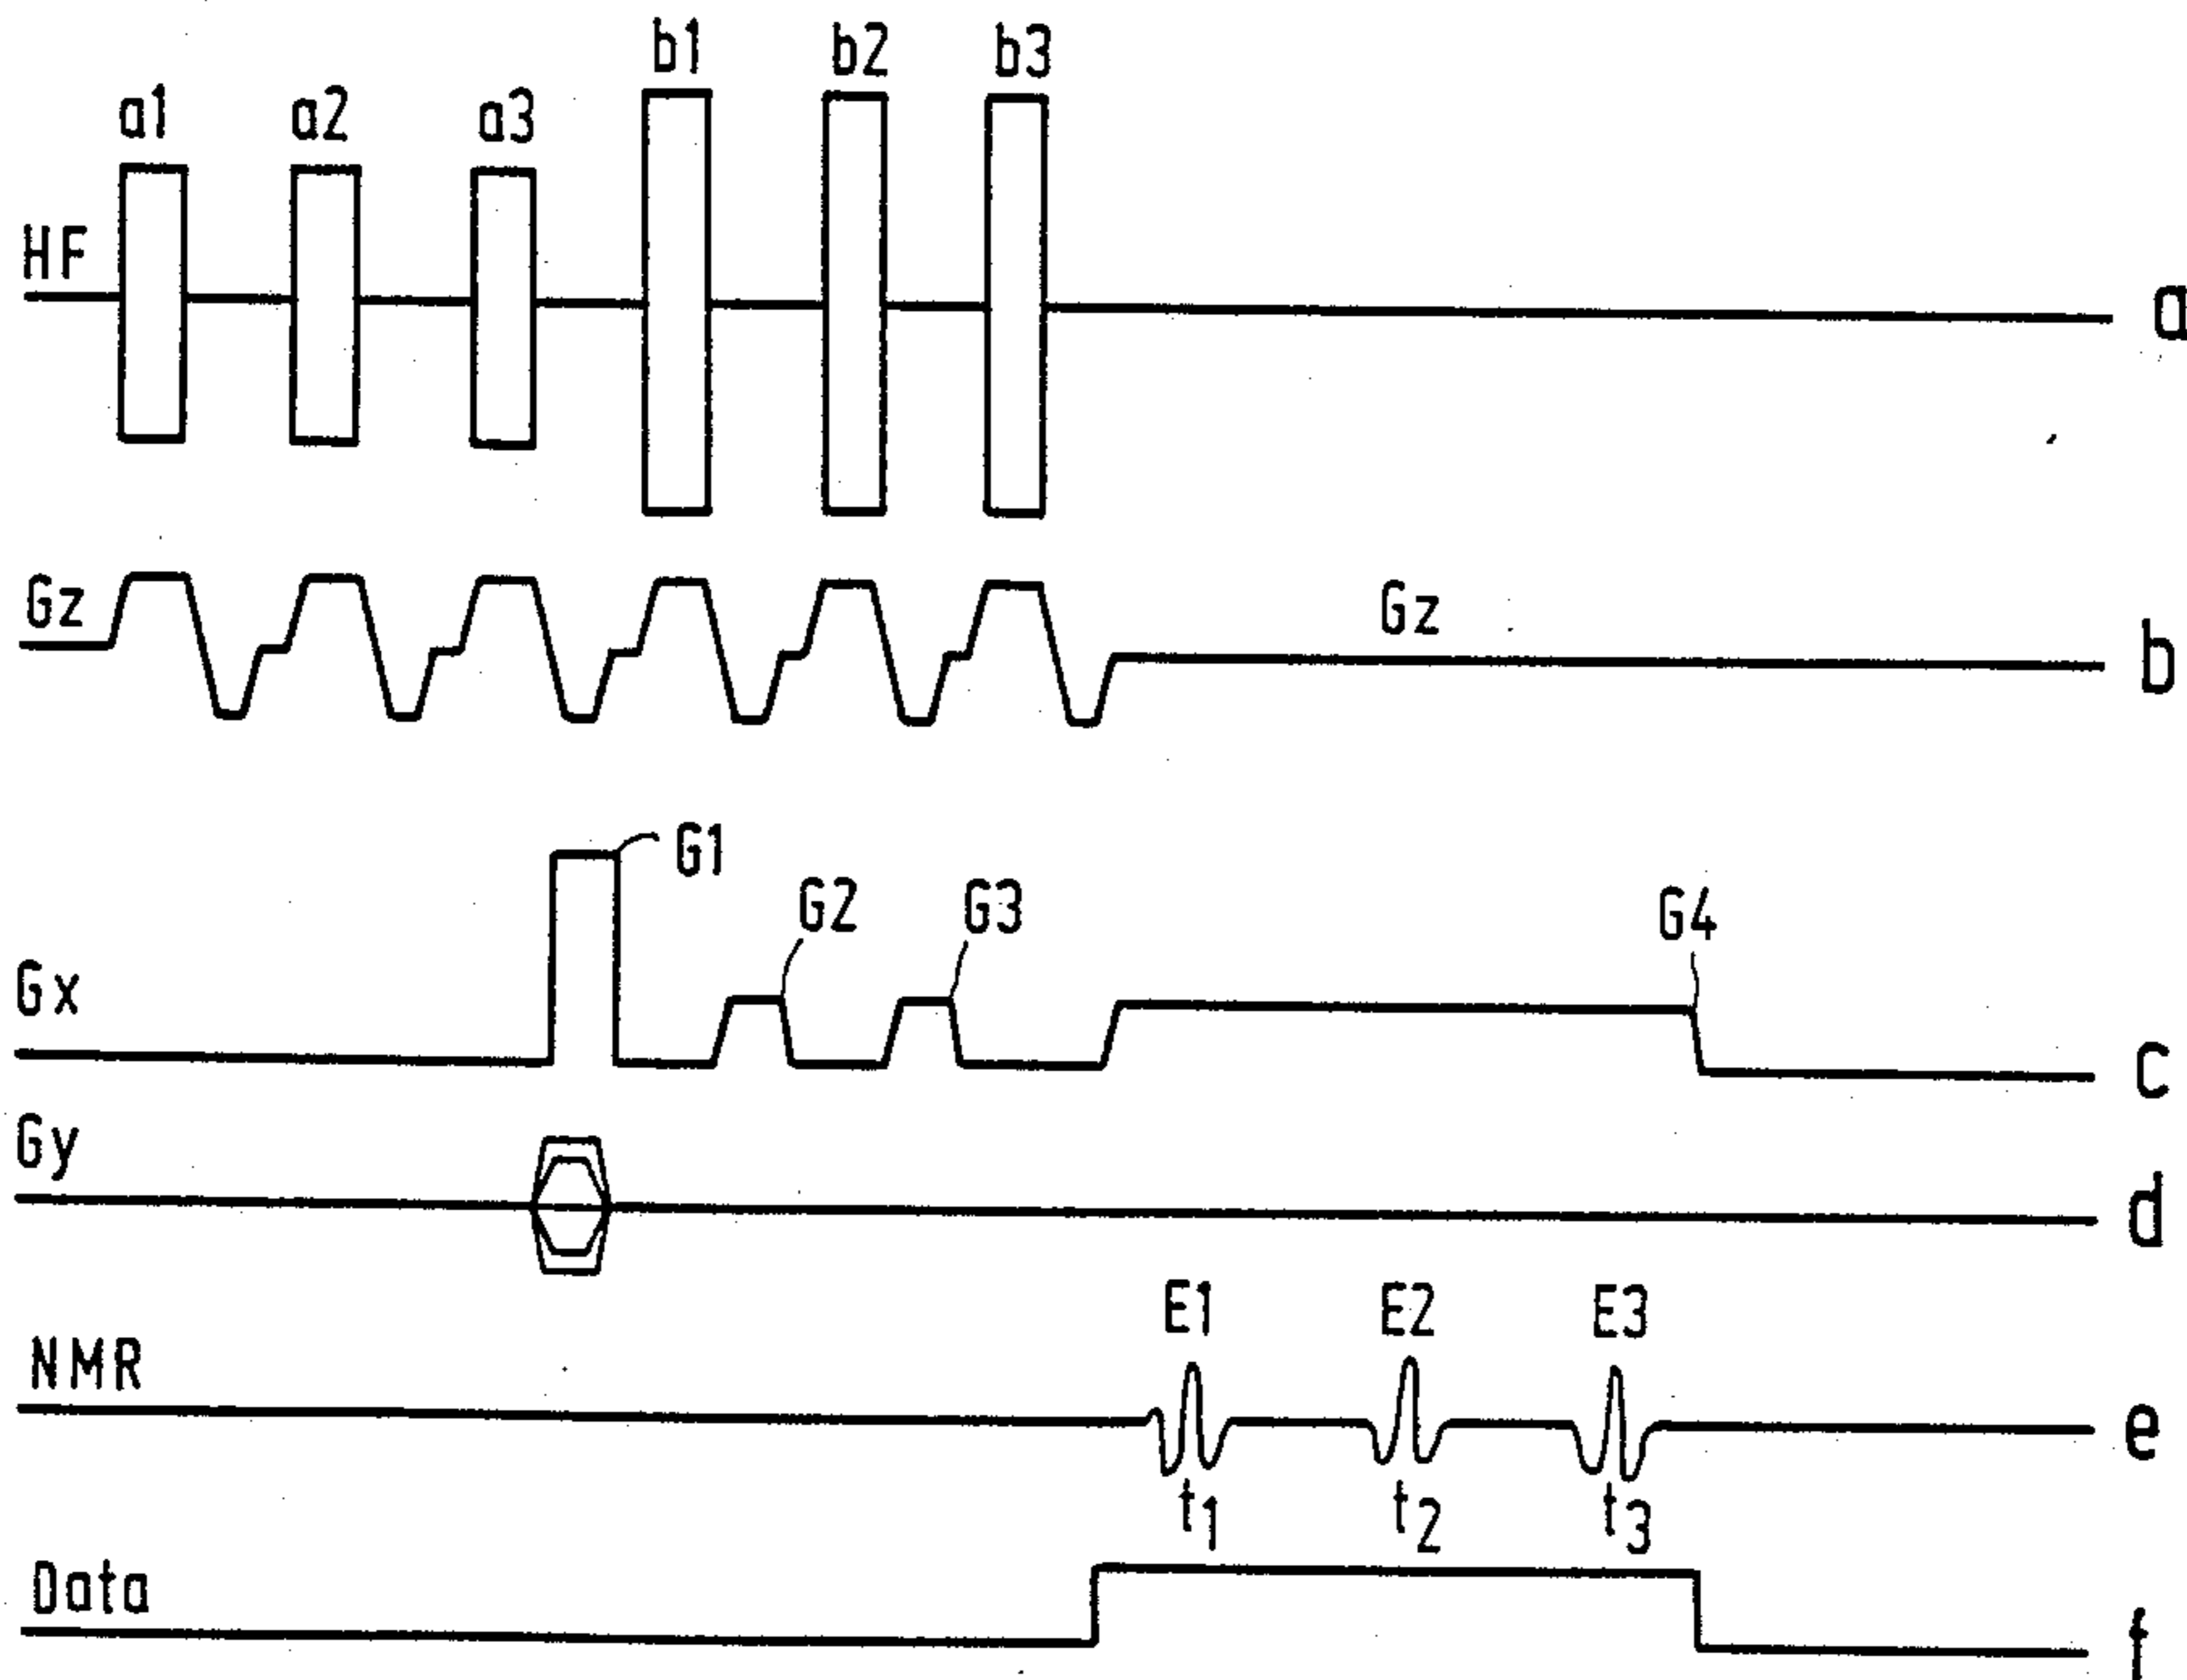 a1 a2 a3 b1 b2 b3
HF a
Gz Gz b
G1
G2 G3 G4
Gx c
Gy d
E1 E2 E3
NMR e
t1 t2 t3
Data f